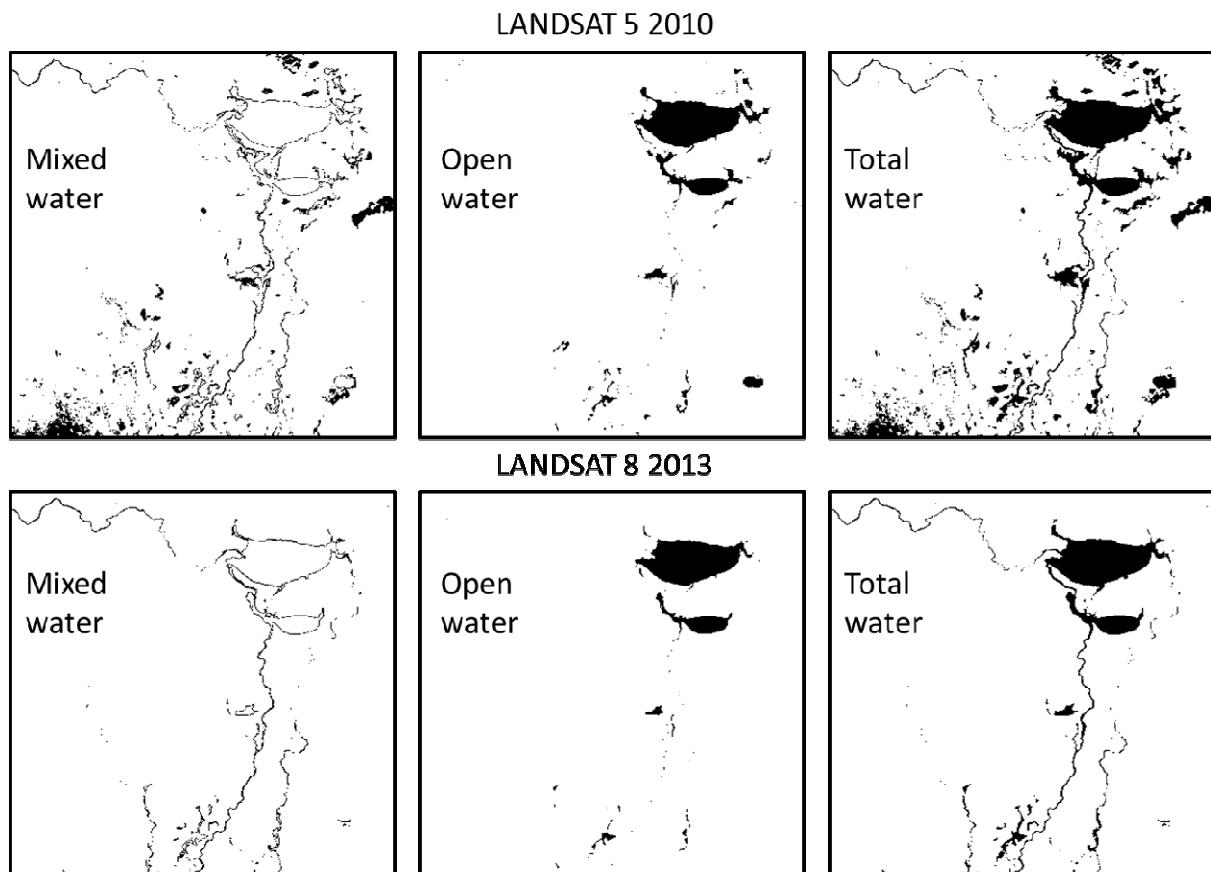 LANDSAT 5 2010
Mixed
water
Open
water
Total
water
LANDSAT 8 2013
Mixed
water
Open
water
Total
water